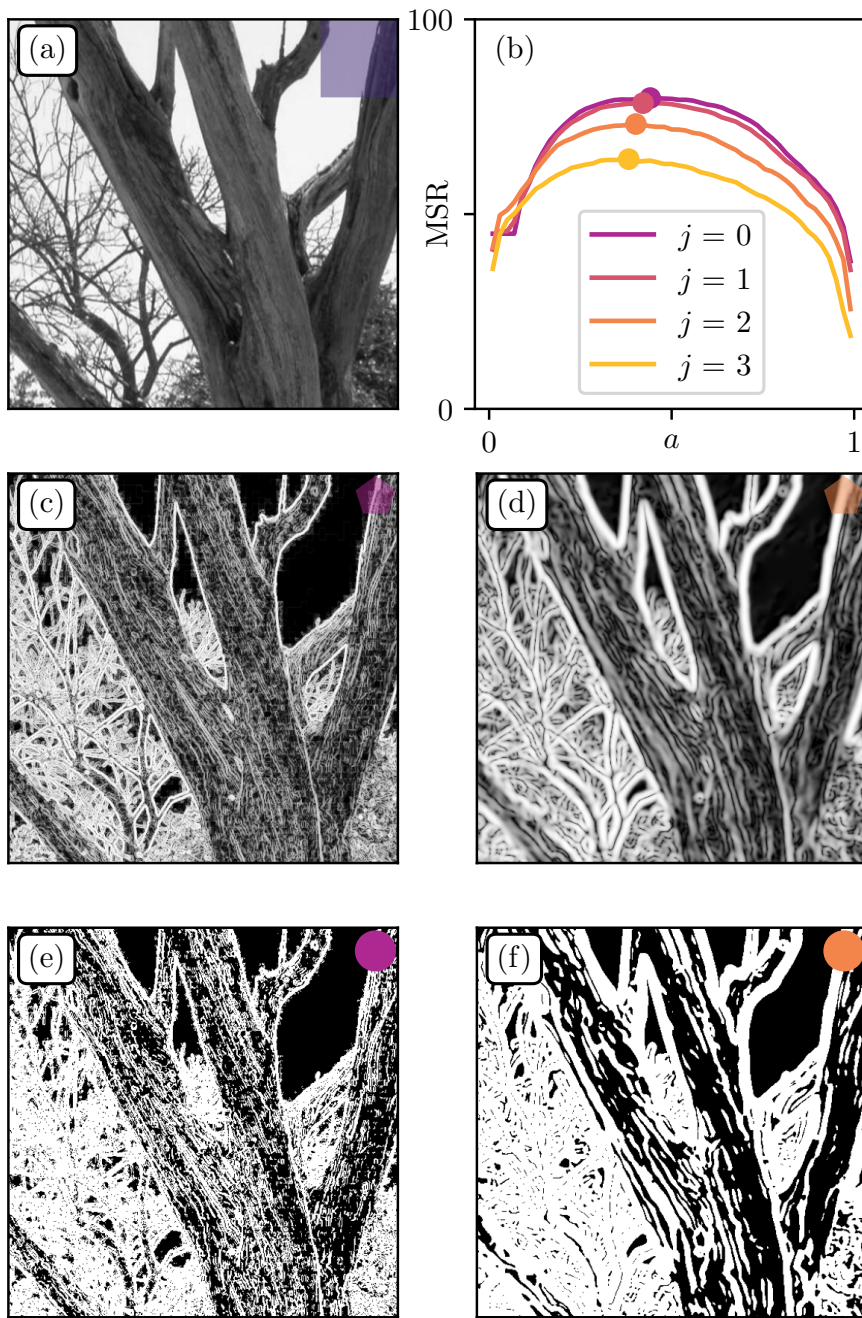 (a)
(b)
100
MSR
0
j = 0
j = 1
j = 2
j = 3
0
a
1
(c)
(d)
(e)
(f)